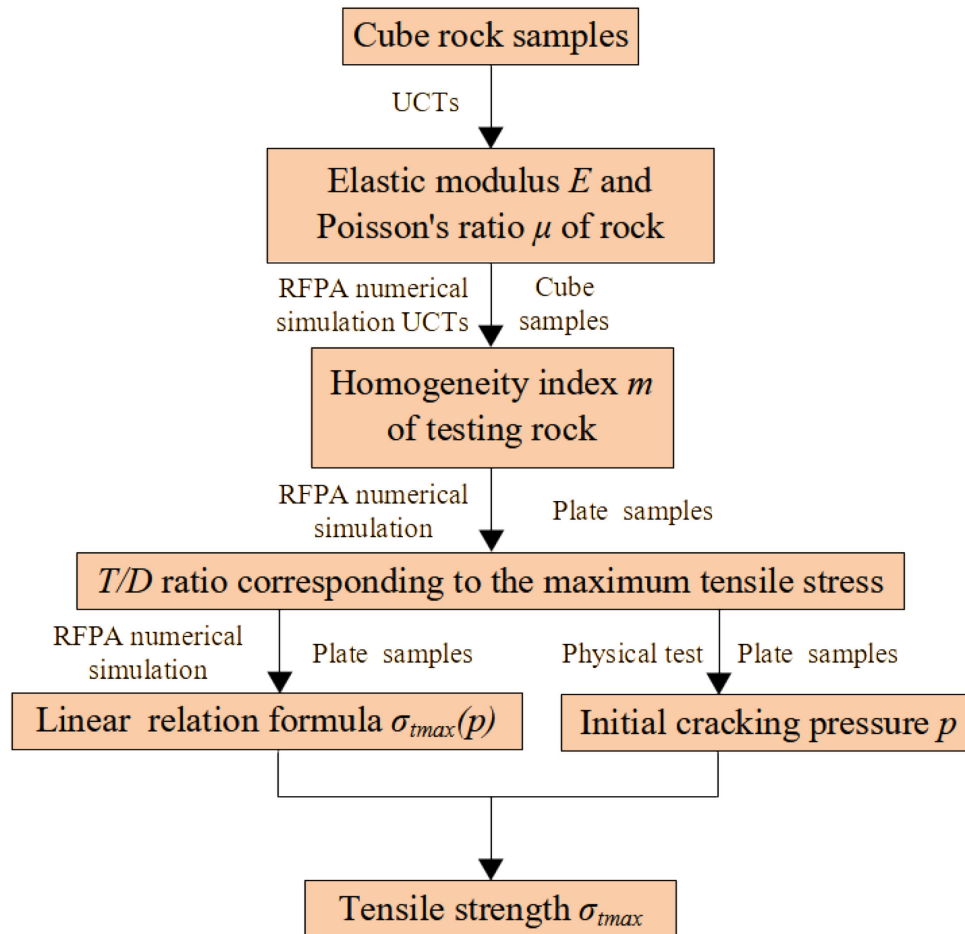 Cube rock samples
UCTs
Elastic modulus E and
Poisson's ratio μ of rock
RFPA numerical
simulation UCTs
Cube
samples
Homogeneity index m
of testing rock
RFPA numerical
simulation
Plate samples
T/D ratio corresponding to the maximum tensile stress
RFPA numerical
simulation
Plate samples
Physical test
Plate samples
Linear relation formula σtmax(p)
Initial cracking pressure p
Tensile strength σtmax